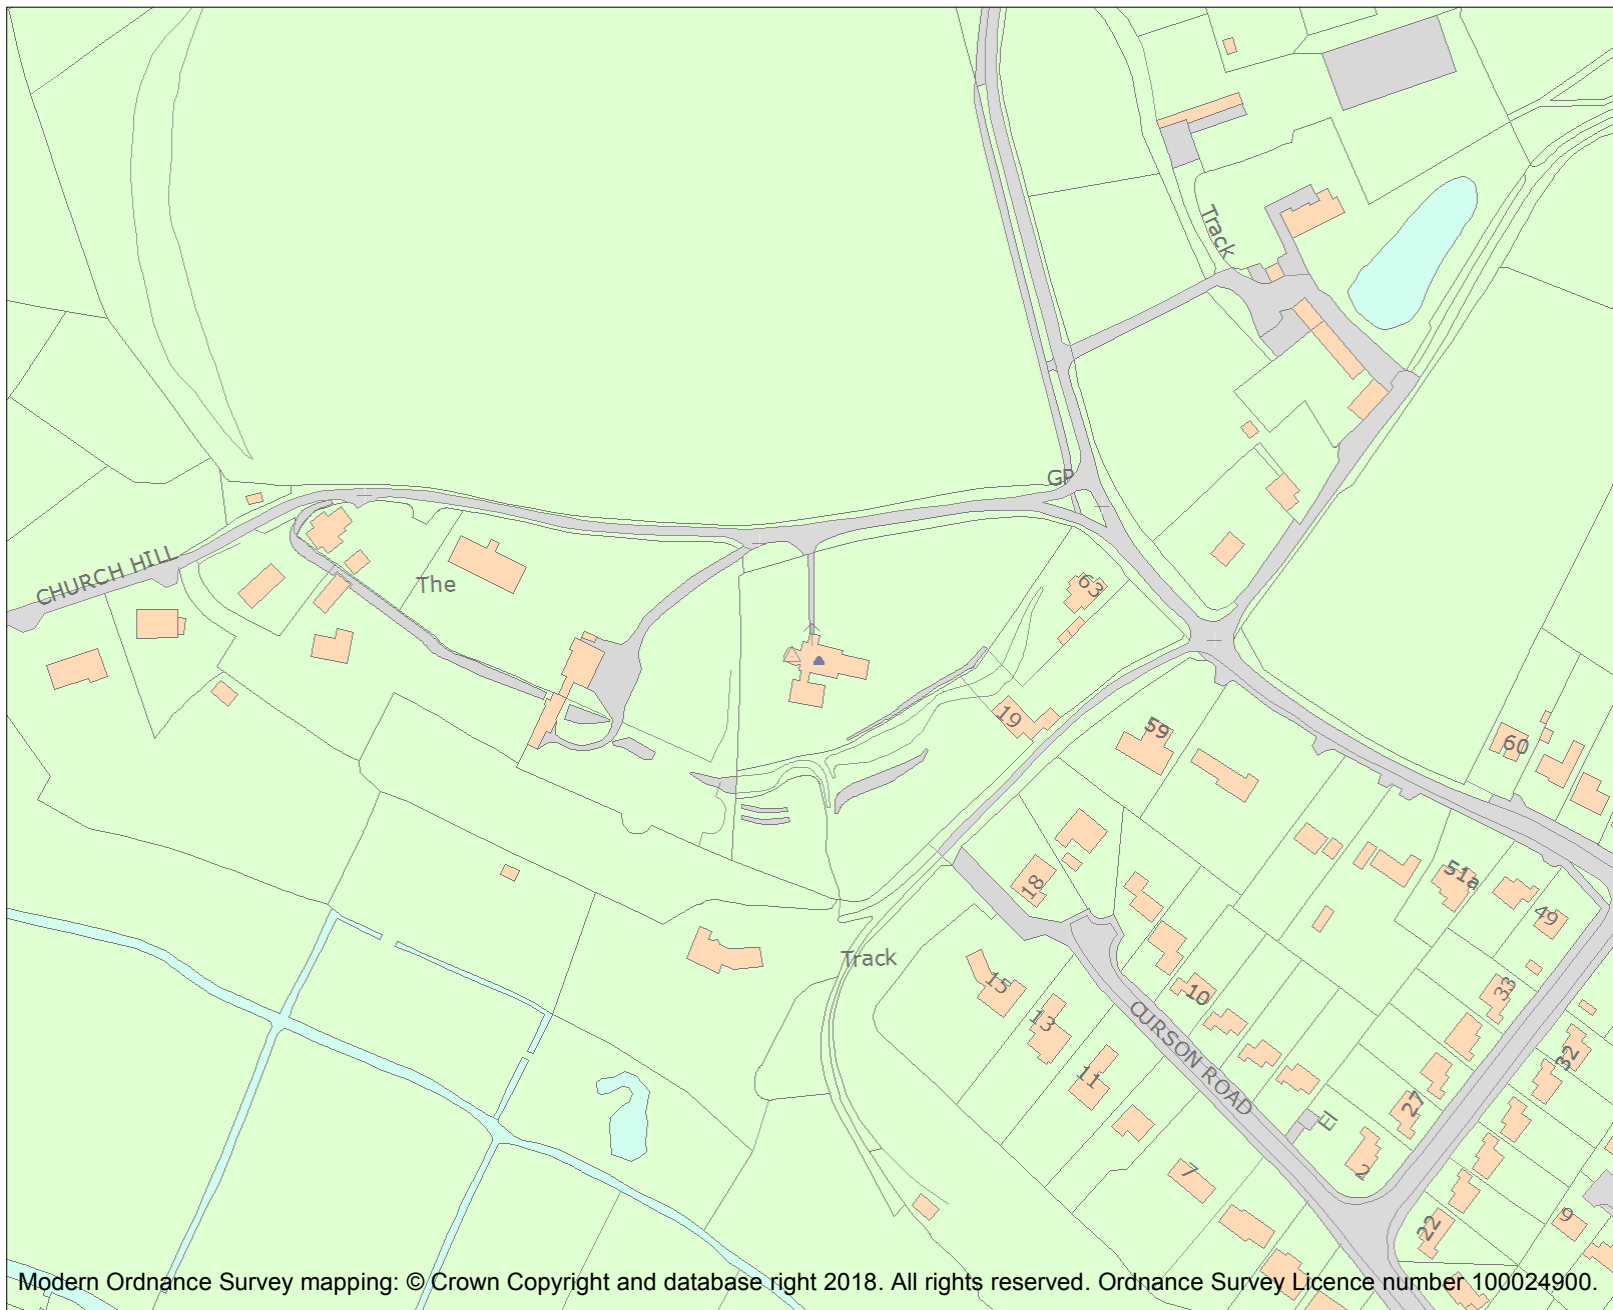 Track
GP
CHURCH HILL
The
63
19
59
60
18
51a
49
Track
15
10
33
13
CURSON ROAD
32
11
27
El
7
2
22
9
Modern Ordnance Survey mapping: © Crown Copyright and database right 2018. All rights reserved. Ordnance Survey Licence number 100024900.